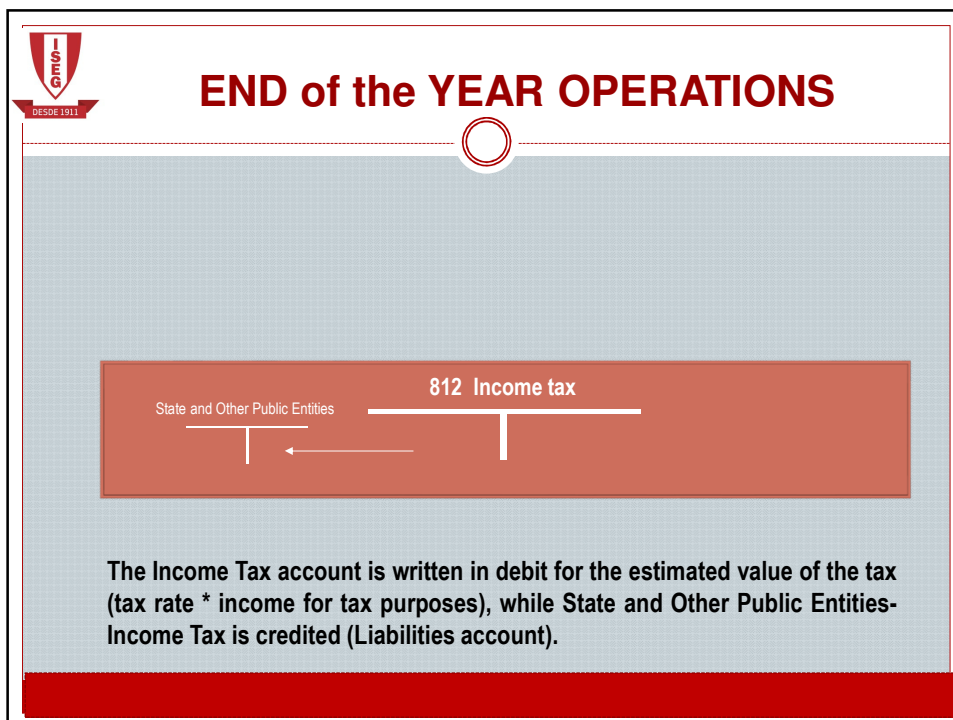 ISEG
DESDE 1911
END of the YEAR OPERATIONS
812 Income tax
State and Other Public Entities
The Income Tax account is written in debit for the estimated value of the tax
(tax rate * income for tax purposes), while State and Other Public Entities-
Income Tax is credited (Liabilities account).